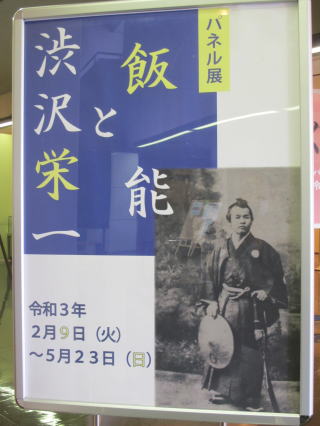 パネル展
渋沢栄一
と
飯能
令和３年
２月９日（火）
～５月２３日（日）